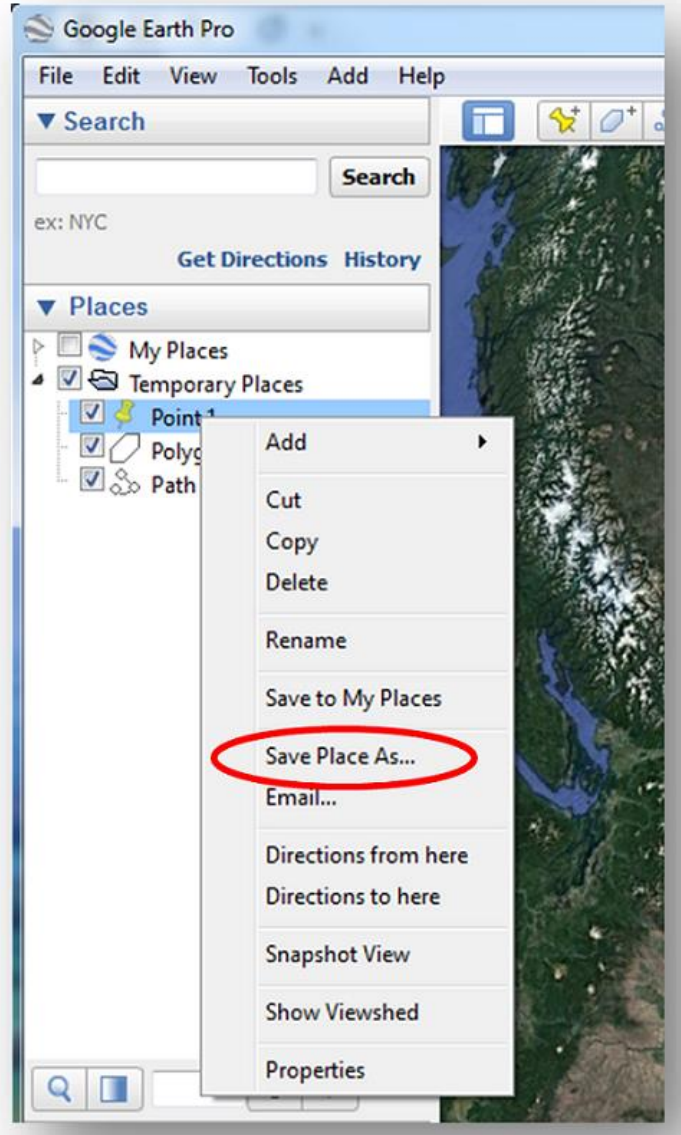 Google Earth Pro
File Edit View Tools Add Help
Search
Search
ex: NYC
Get Directions History
Places
My Places
Temporary Places
Point 1
Path
Add
Cut
Copy
Delete
Rename
Save to My Places
Save Place As...
Email...
Directions from here
Directions to here
Snapshot View
Show Viewshed
Properties